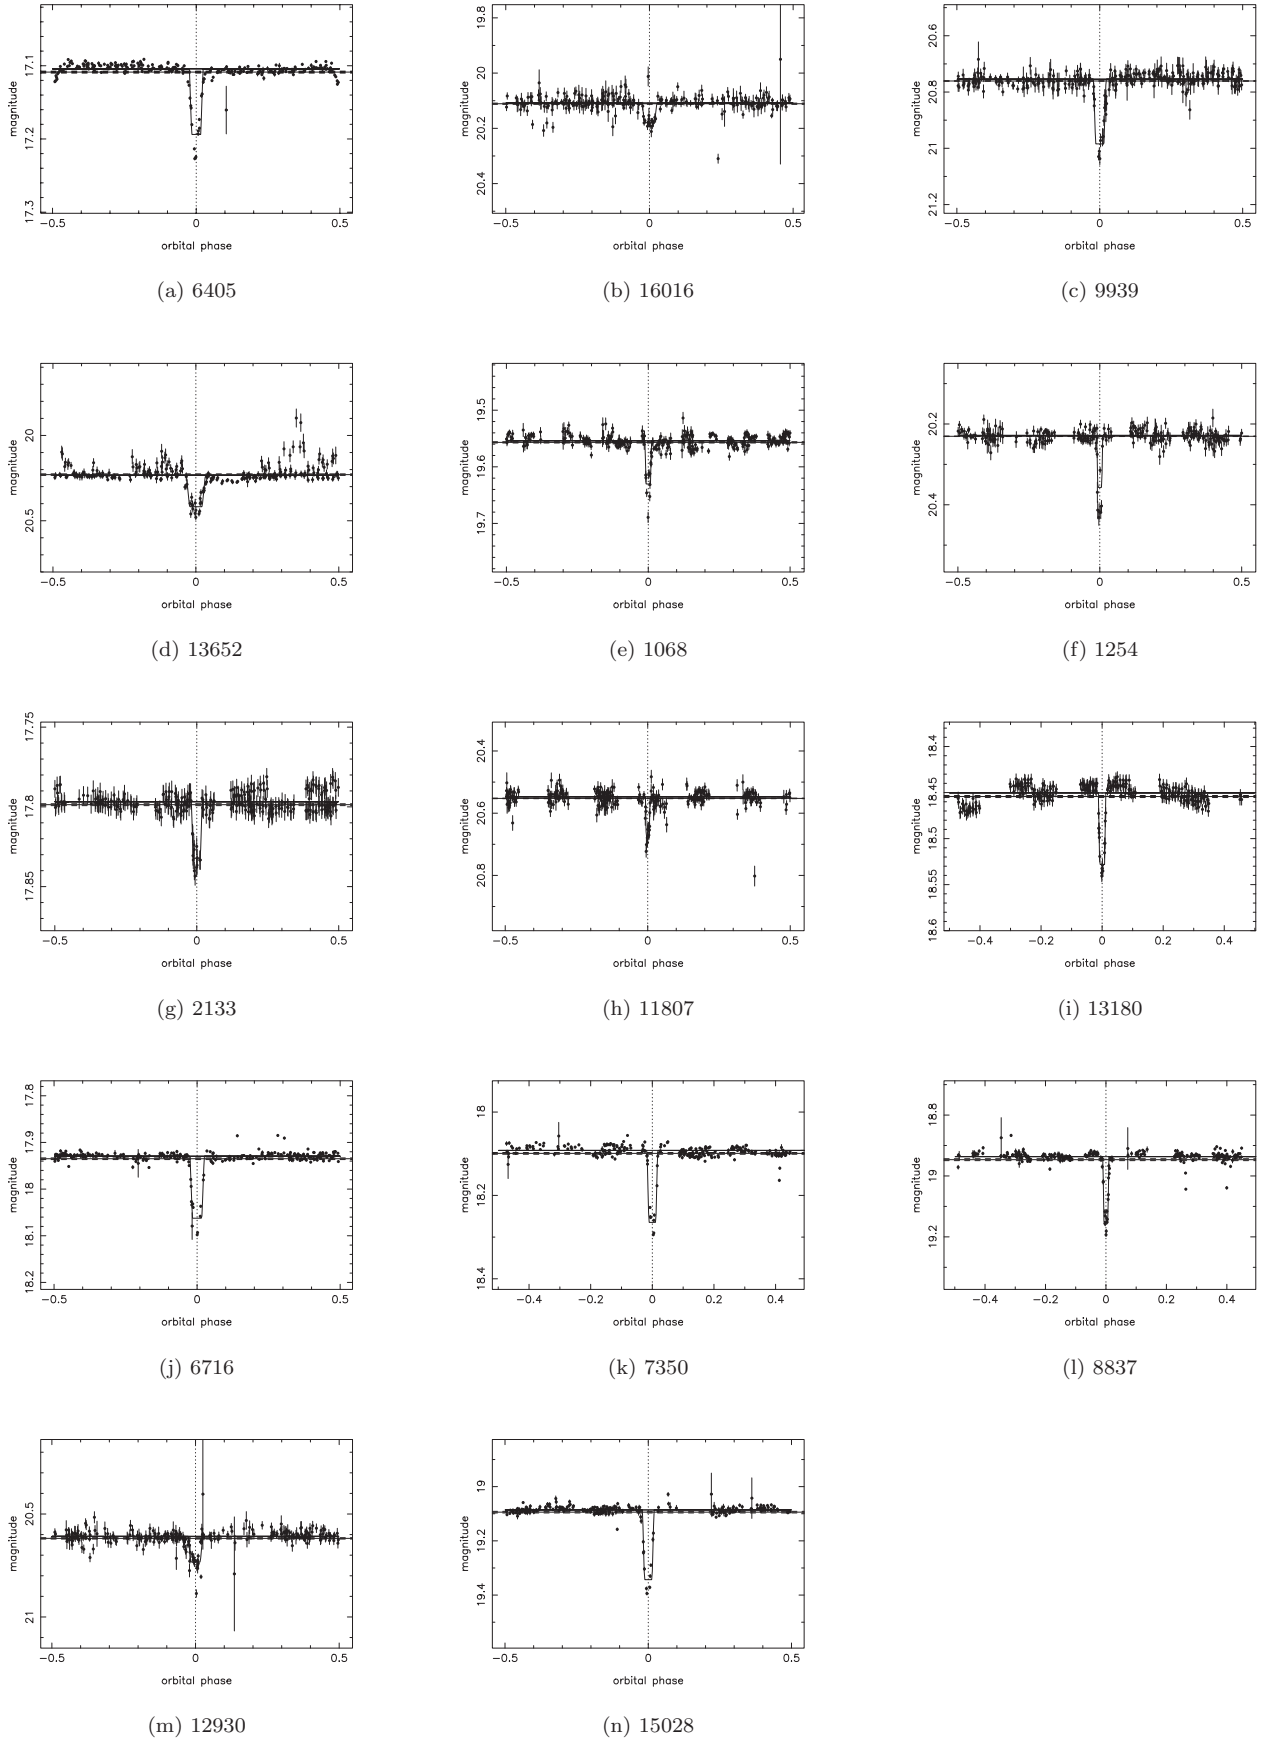 17.1
17.2
17.3
magnitude
−0.5 0 0.5
orbital phase
(a) 6405
19.8
20
20.2
20.4
magnitude
−0.5 0 0.5
orbital phase
(b) 16016
20.6
20.8
21
21.2
magnitude
−0.5 0 0.5
orbital phase
(c) 9939
20
20.5
magnitude
−0.5 0 0.5
orbital phase
(d) 13652
19.5
19.6
19.7
magnitude
−0.5 0 0.5
orbital phase
(e) 1068
20.2
20.4
magnitude
−0.5 0 0.5
orbital phase
(f) 1254
17.75
17.8
17.85
magnitude
−0.5 0 0.5
orbital phase
(g) 2133
20.4
20.6
20.8
magnitude
−0.5 0 0.5
orbital phase
(h) 11807
18.4
18.45
18.5
18.55
18.6
magnitude
−0.4 −0.2 0 0.2 0.4
orbital phase
(i) 13180
17.8
17.9
18
18.1
18.2
magnitude
−0.5 0 0.5
orbital phase
(j) 6716
18
18.2
18.4
magnitude
−0.4 −0.2 0 0.2 0.4
orbital phase
(k) 7350
18.8
19
19.2
magnitude
−0.4 −0.2 0 0.2 0.4
orbital phase
(l) 8837
20.5
21
magnitude
−0.5 0 0.5
orbital phase
(m) 12930
19
19.2
19.4
magnitude
−0.5 0 0.5
orbital phase
(n) 15028